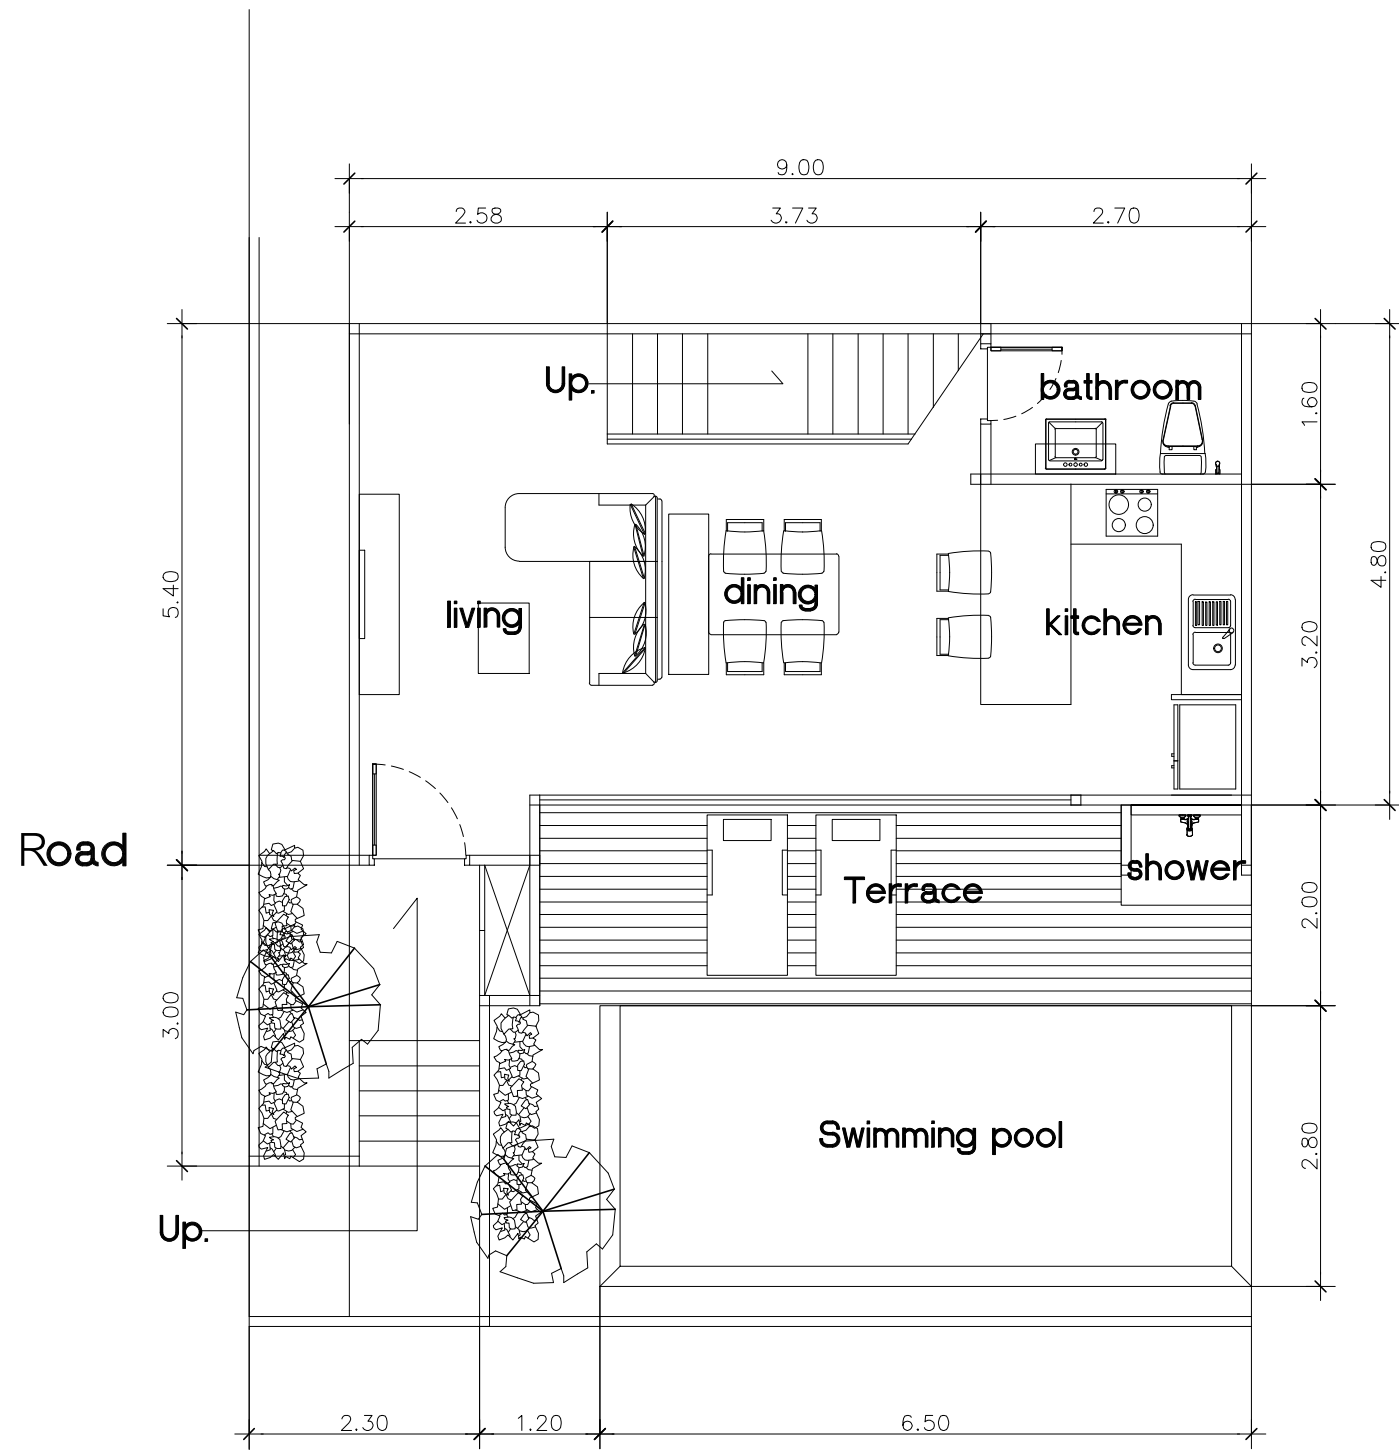 9.00
2.58
3.73
2.70
Up.
bathroom
1.60
5.40
4.80
dining
living
kitchen
3.20
Road
shower
Terrace
2.00
3.00
Swimming pool
2.80
Up.
2.30
1.20
6.50